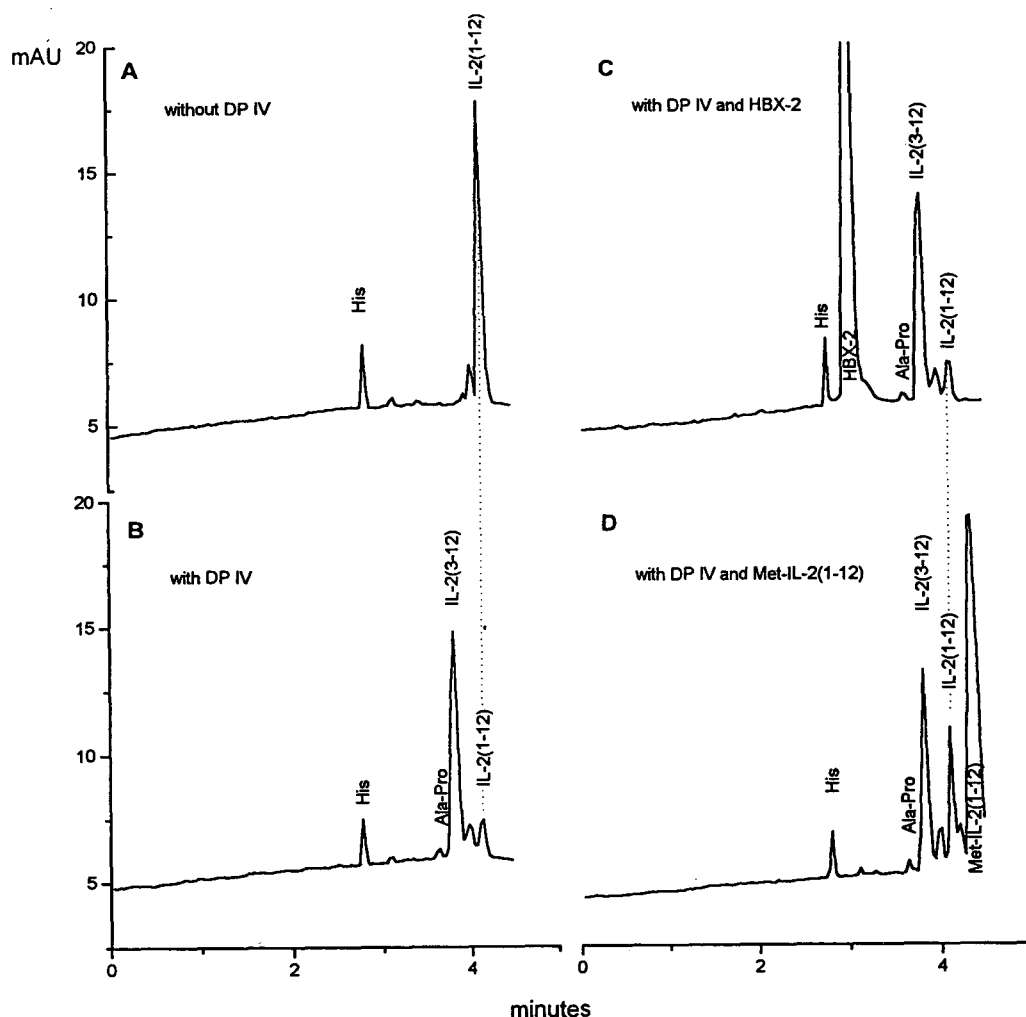 mAU
A
without DP IV
His
IL-2(1-12)
20
15
10
5
B
with DP IV
His
Ala-Pro
IL-2(3-12)
IL-2(1-12)
20
15
10
5
0
2
4
C
with DP IV and HBX-2
His
HBX-2
Ala-Pro
IL-2(3-12)
IL-2(1-12)
D
with DP IV and Met-IL-2(1-12)
His
Ala-Pro
IL-2(3-12)
IL-2(1-12)
Met-IL-2(1-12)
0
2
4
minutes